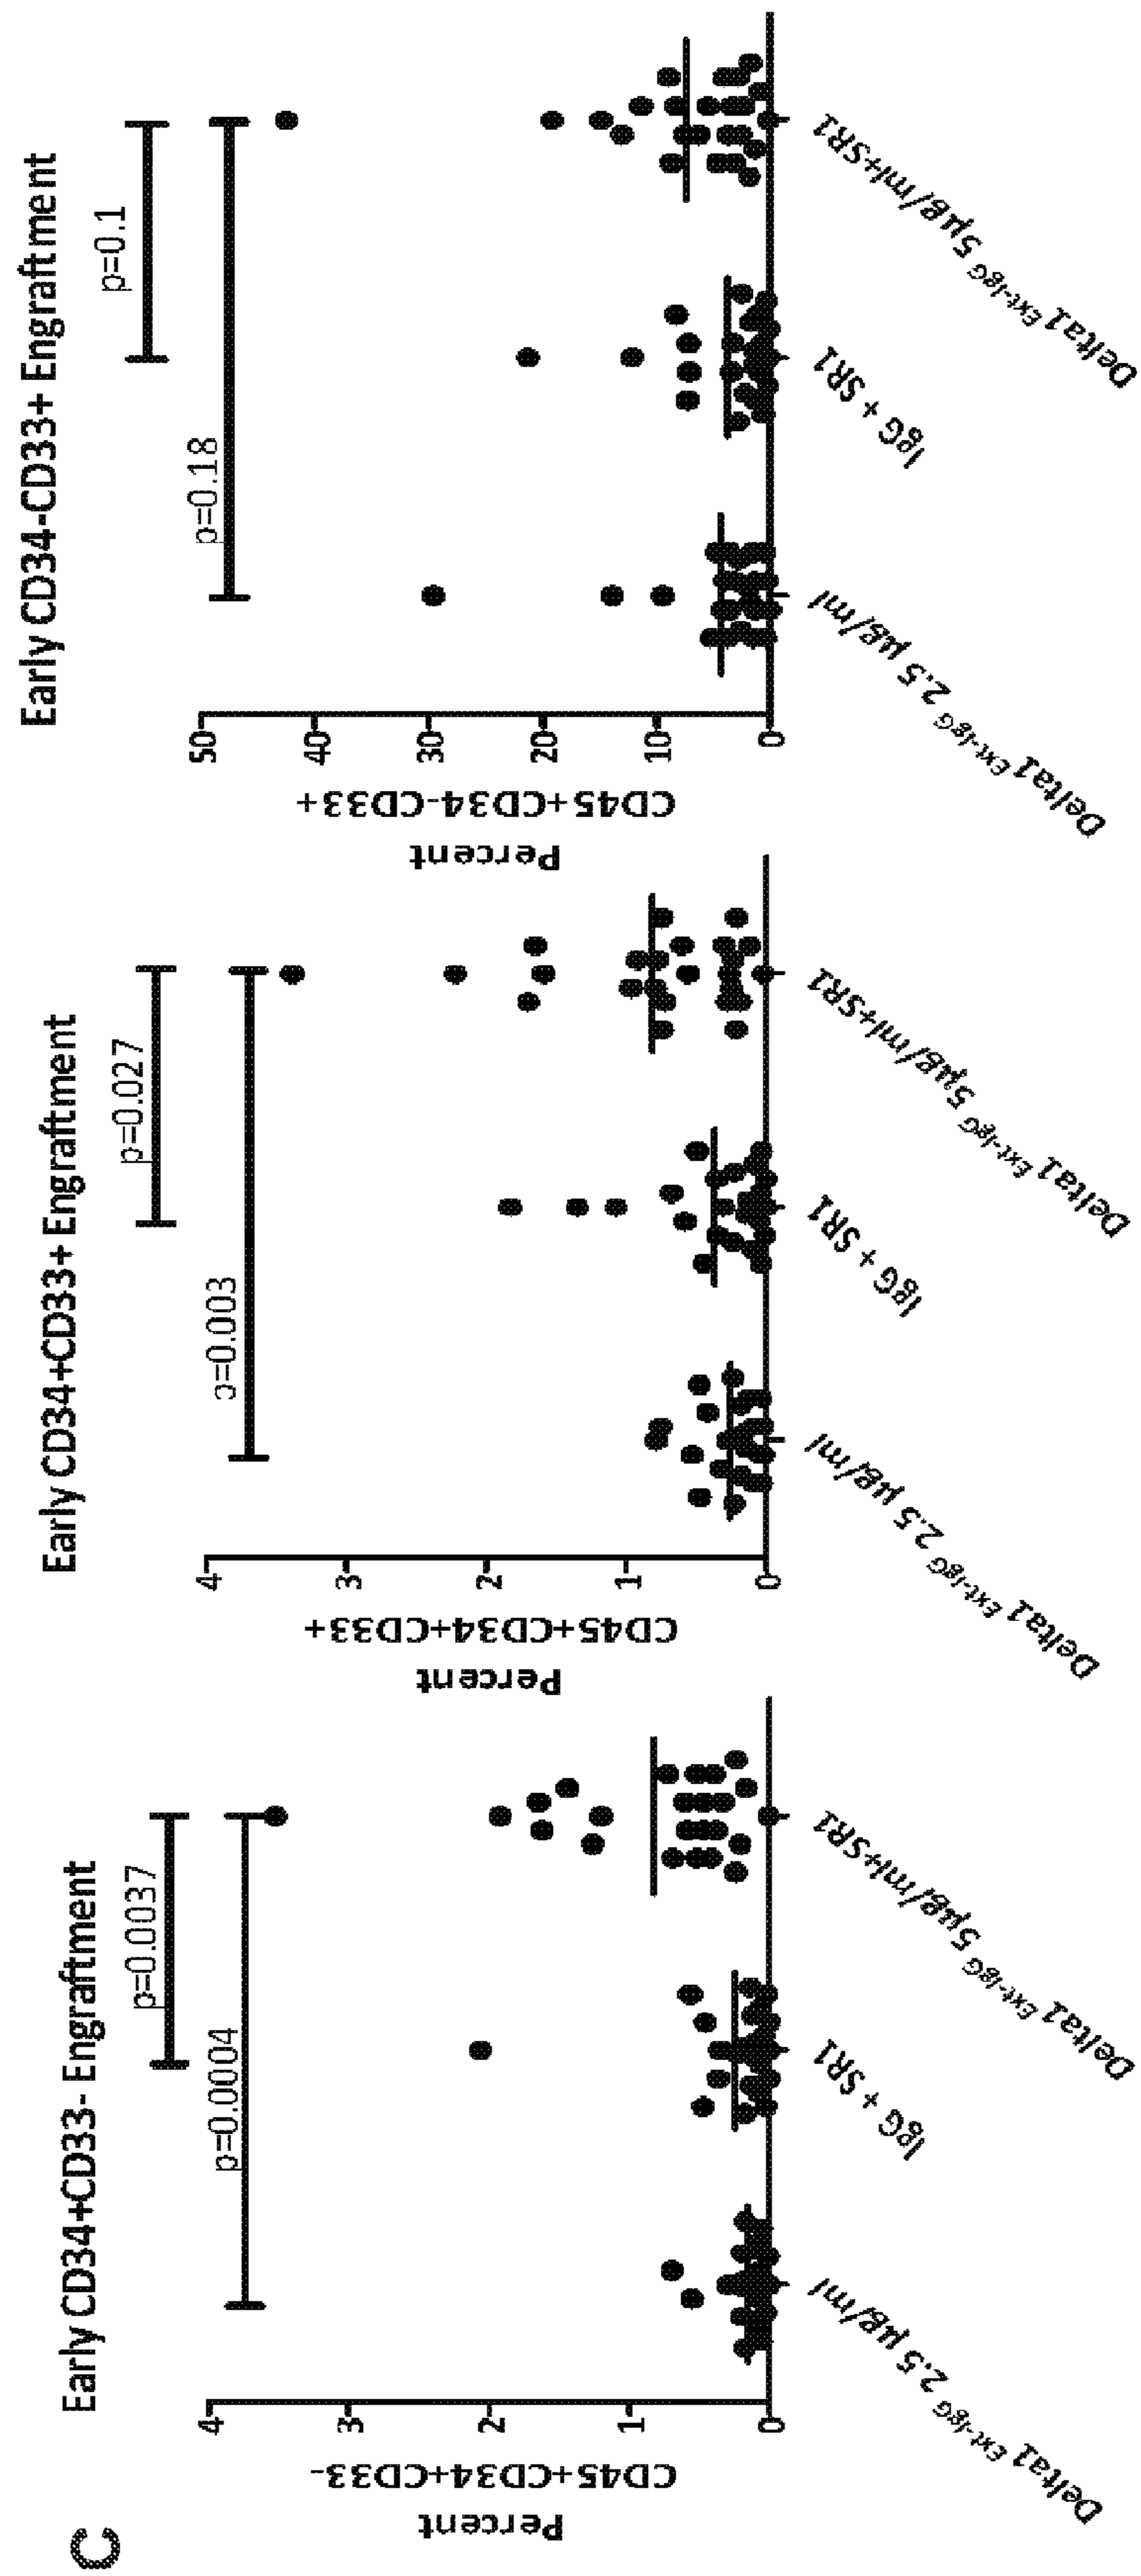 C
Early CD34+CD33- Engraftment
p=0.0037
p=0.0004
Percent
CD45+CD34+CD33-
4
3
2
1
0
Delta1 Ext-IgG 2.5 µg/ml
IgG + SR1
Delta1 Ext-IgG 5µg/ml+SR1
Early CD34+CD33+ Engraftment
p=0.027
p=0.003
Percent
CD45+CD34+CD33+
4
3
2
1
0
Delta1 Ext-IgG 2.5 µg/ml
IgG + SR1
Delta1 Ext-IgG 5µg/ml+SR1
Early CD34-CD33+ Engraftment
p=0.1
p=0.18
Percent
CD45+CD34-CD33+
50
40
30
20
10
0
Delta1 Ext-IgG 2.5 µg/ml
IgG + SR1
Delta1 Ext-IgG 5µg/ml+SR1